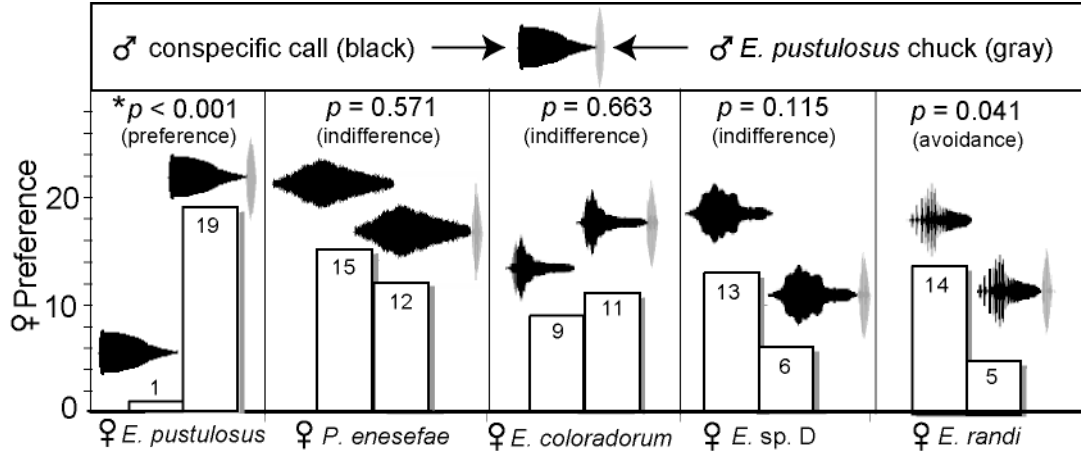 ♂ conspecific call (black)
♂ E. pustulosus chuck (gray)
*p < 0.001
(preference)
p = 0.571
(indifference)
p = 0.663
(indifference)
p = 0.115
(indifference)
p = 0.041
(avoidance)
♀ Preference
20
10
0
1
19
15
12
9
11
13
6
14
5
♀ E. pustulosus
♀ P. enesefae
♀ E. coloradorum
♀ E. sp. D
♀ E. randi